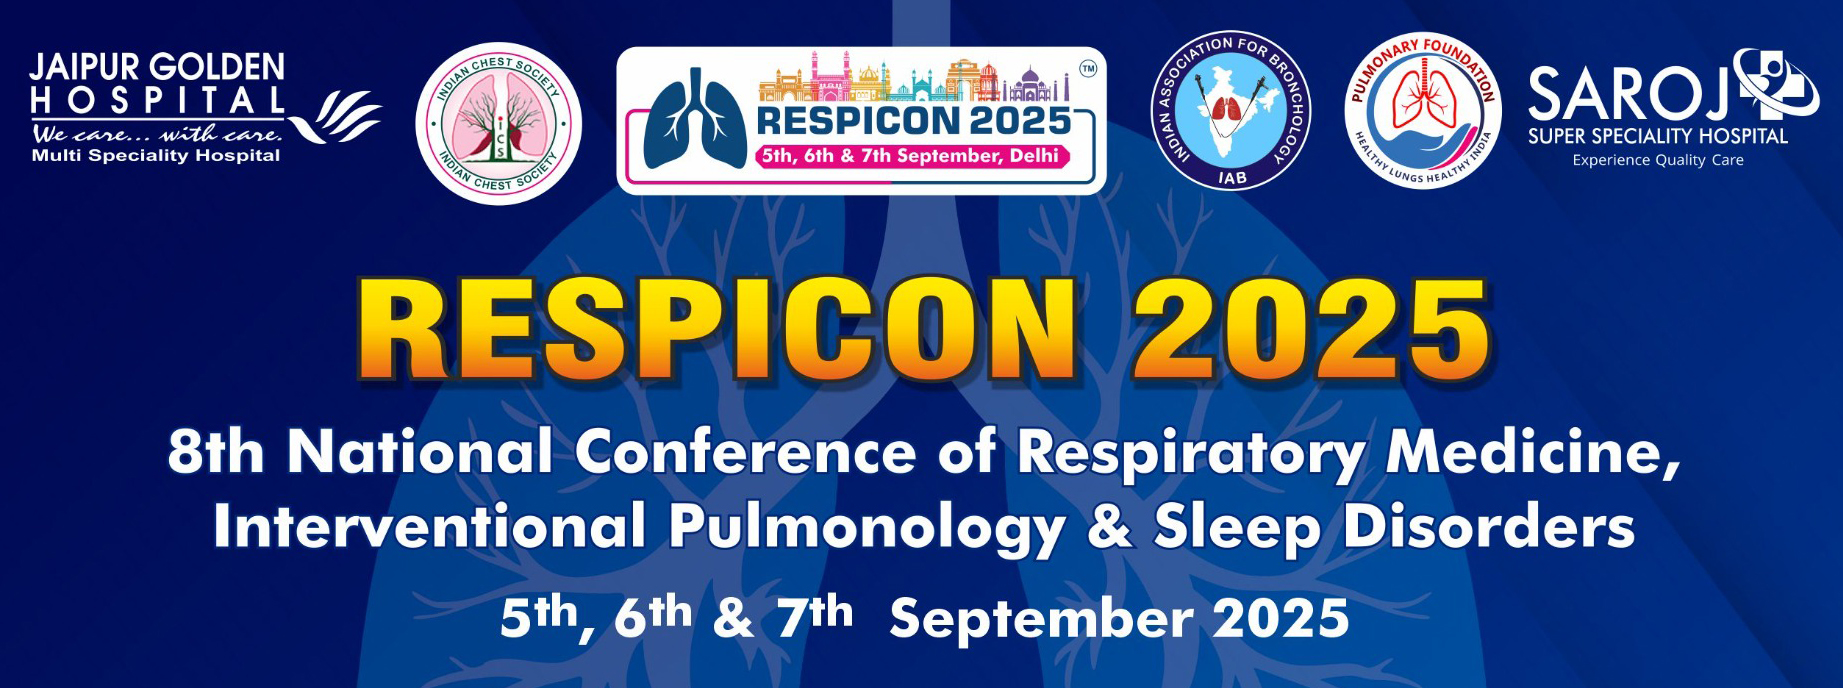 JAIPUR GOLDEN
HOSPITAL
We care... with care.
Multi Speciality Hospital
INDIAN CHEST SOCIETY
iCS
INDIAN CHEST SOCIETY
TM
RESPICON 2025
5th, 6th & 7th September, Delhi
INDIAN ASSOCIATION FOR BRONCHOLOGY
IAB
PULMONARY FOUNDATION
HEALTHY LUNGS HEALTHY INDIA
SAROJ
SUPER SPECIALITY HOSPITAL
Experience Quality Care
RESPICON 2025
8th National Conference of Respiratory Medicine,
Interventional Pulmonology & Sleep Disorders
5th, 6th & 7th September 2025